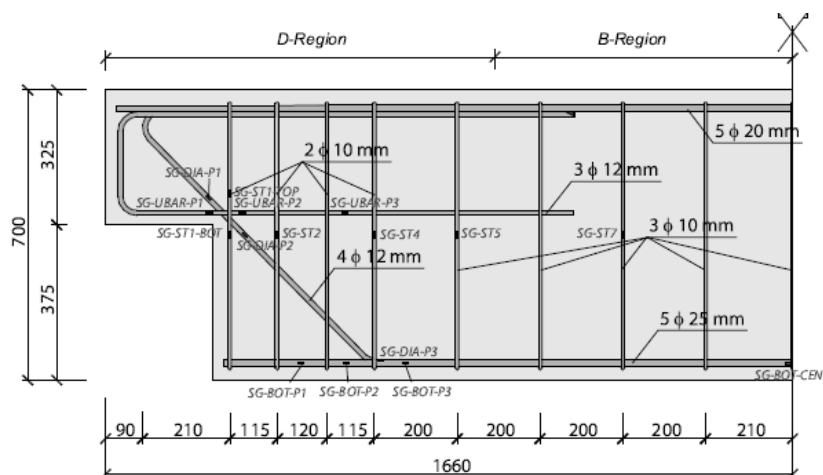 D-Region
B-Region
5 ϕ 20 mm
2 ϕ 10 mm
SG-DIA-P1
SG-ST1-TOP
3 ϕ 12 mm
SG-UBAR-P1
SG-UBAR-P2
SG-UBAR-P3
SG-ST1-BOT
SG-DIA-P2
SG-ST2
SG-ST4
SG-ST5
SG-ST7
3 ϕ 10 mm
4 ϕ 12 mm
5 ϕ 25 mm
SG-DIA-P3
SG-BOT-P1
SG-BOT-P2
SG-BOT-P3
SG-BOT-CEN
700
325
375
90
210
115
120
115
200
200
200
200
210
1660